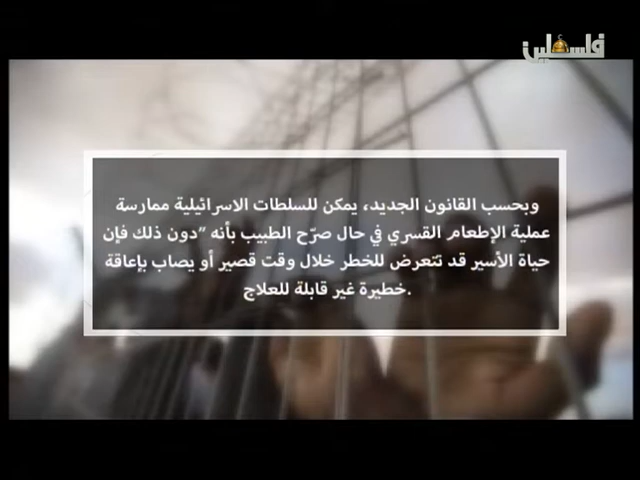 فلسطين
وبحسب القانون الجديد، يمكن للسلطات الاسرائيلية ممارسة
عملية الإطعام القسري في حال صرّح الطبيب بأنه "دون ذلك فإن
حياة الأسير قد تتعرض للخطر خلال وقت قصير أو يصاب بإعاقة
خطيرة غير قابلة للعلاج.